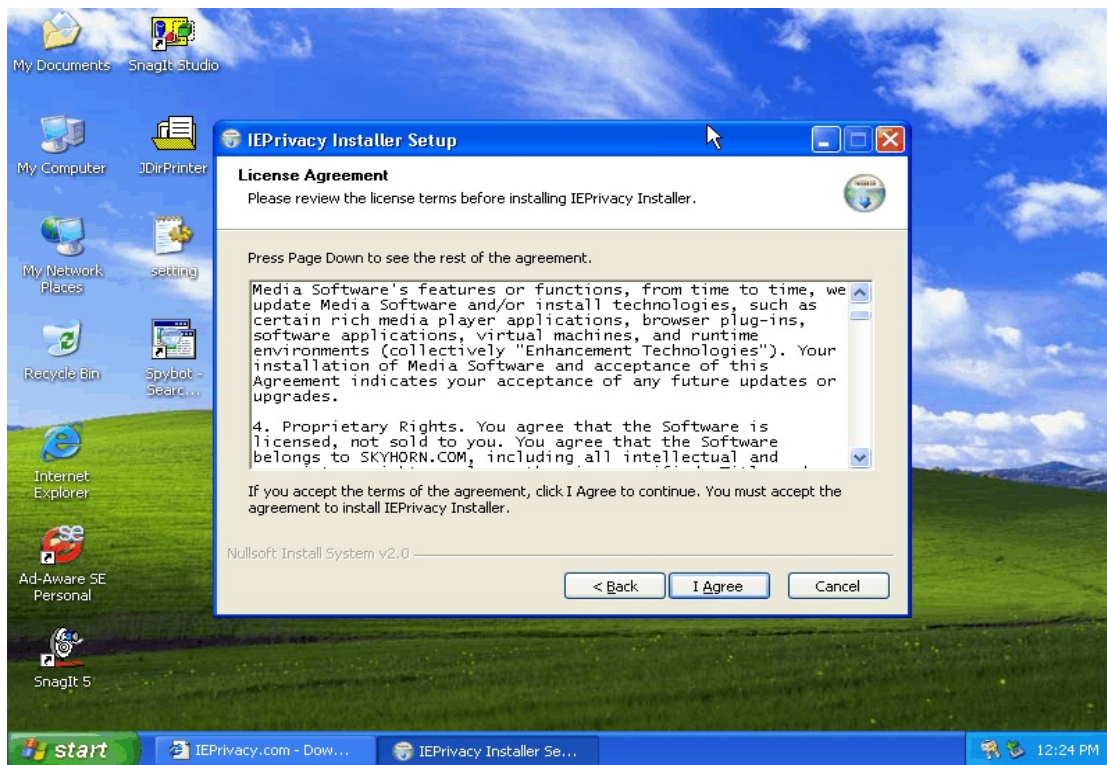 My Documents
SnagIt Studio
My Computer
JDirPrinter
My Network
Places
setting
Recycle Bin
Spybot -
Searc...
Internet
Explorer
Ad-Aware SE
Personal
SnagIt 5
IEPrivacy Installer Setup
License Agreement
Please review the license terms before installing IEPrivacy Installer.
Press Page Down to see the rest of the agreement.
Media Software's features or functions, from time to time, we
update Media Software and/or install technologies, such as
certain rich media player applications, browser plug-ins,
software applications, virtual machines, and runtime
environments (collectively "Enhancement Technologies"). Your
installation of Media Software and acceptance of this
Agreement indicates your acceptance of any future updates or
upgrades.
4. Proprietary Rights. You agree that the Software is
licensed, not sold to you. You agree that the Software
belongs to SKYHORN.COM, including all intellectual and
If you accept the terms of the agreement, click I Agree to continue. You must accept the
agreement to install IEPrivacy Installer.
Nullsoft Install System v2.0
< Back
I Agree
Cancel
start
IEPrivacy.com - Dow...
IEPrivacy Installer Se...
12:24 PM